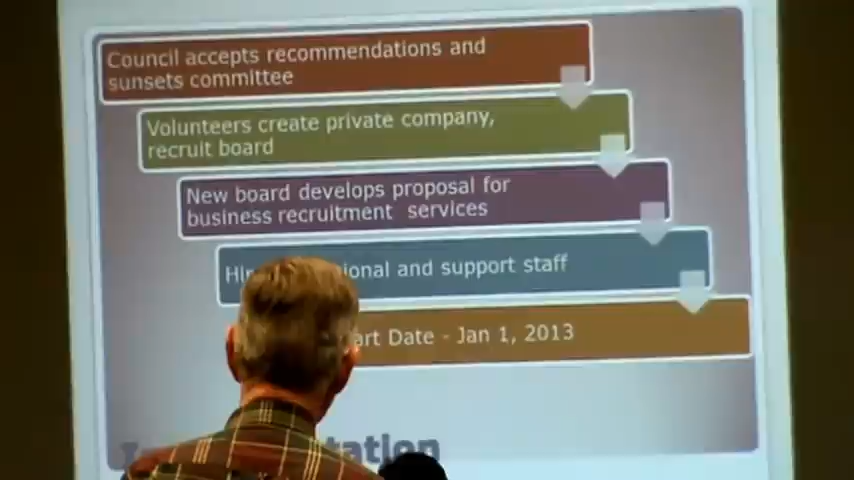 Council accepts recommendations and
sunsets committee
Volunteers create private company,
recruit board
New board develops proposal for
business recruitment services
and support staff
Date - Jan 1, 2013